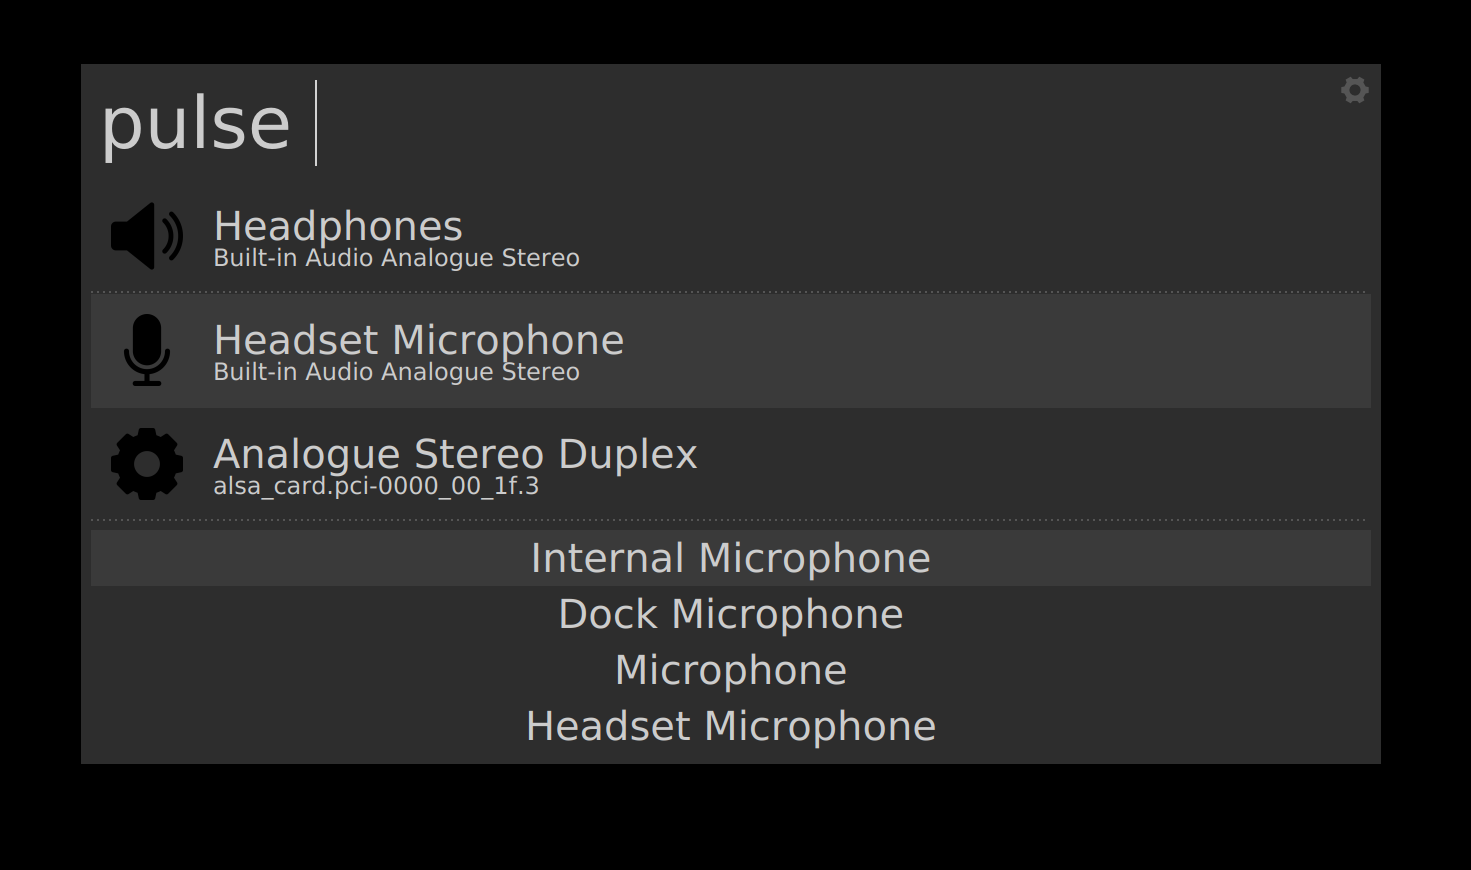 pulse
Headphones
Built-in Audio Analogue Stereo
Headset Microphone
Built-in Audio Analogue Stereo
Analogue Stereo Duplex
alsa_card.pci-0000_00_1f.3
Internal Microphone
Dock Microphone
Microphone
Headset Microphone